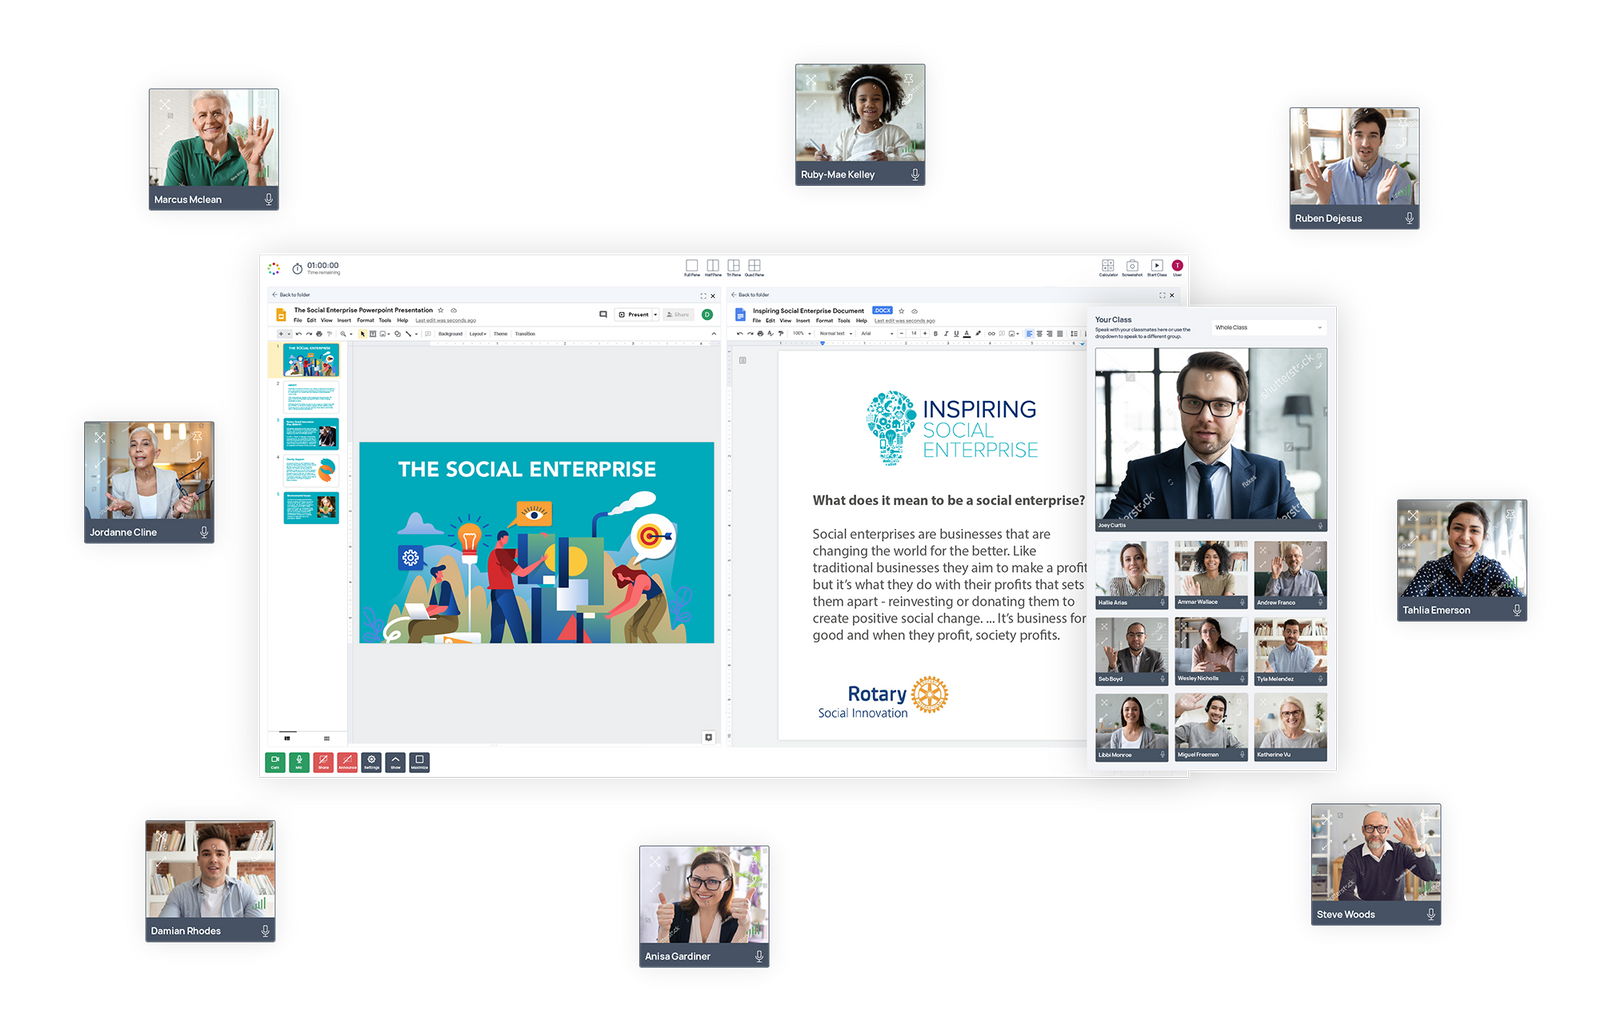 Marcus Mclean
Ruby-Mae Kelley
Ruben Dejesus
01:00:00
Time remaining
Full Pane
Half Pane
Tri Pane
Quad Pane
Calculator
Screenshot
Start Class
User
Back to folder
The Social Enterprise Powerpoint Presentation
File Edit View Insert Format Tools Help Last edit was seconds ago
Present
Share
D
Background Layout Theme Transition
THE SOCIAL ENTERPRISE
THE SOCIAL ENTERPRISE
Back to folder
Inspiring Social Enterprise Document .DOCX
File Edit View Insert Format Tools Help Last edit was seconds ago
100% Normal text Arial 14
INSPIRING
SOCIAL
ENTERPRISE
What does it mean to be a social enterprise?
Social enterprises are businesses that are
changing the world for the better. Like
traditional businesses they aim to make a profit
but it's what they do with their profits that sets
them apart - reinvesting or donating them to
create positive social change. ... It's business for
good and when they profit, society profits.
Rotary
Social Innovation
Your Class
Speak with your classmates here or use the
dropdown to speak to a different group.
Whole Class
Joey Curtis
Hallie Arias
Ammar Wallace
Andrew Franco
Seb Boyd
Wesley Nicholls
Tyla Melendez
Libbi Monroe
Miguel Freeman
Katherine Vu
Cam
Mic
Share
Announce
Settings
Show
Maximize
Jordanne Cline
Tahlia Emerson
Damian Rhodes
Anisa Gardiner
Steve Woods